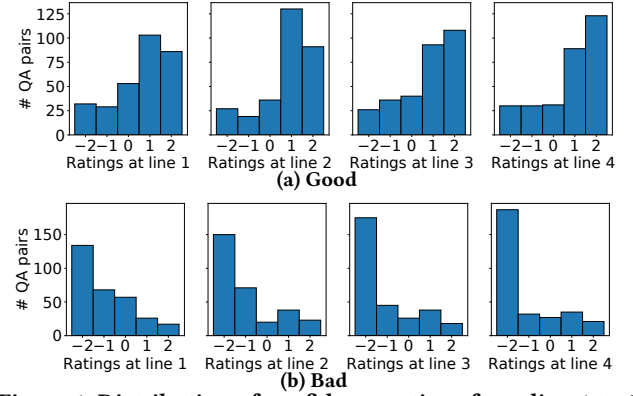 125
100
75
50
25
0
# QA pairs
−2−1 0 1 2
−2−1 0 1 2
−2−1 0 1 2
−2−1 0 1 2
Ratings at line 1
Ratings at line 2
Ratings at line 3
Ratings at line 4
(a) Good
150
100
50
0
# QA pairs
−2−1 0 1 2
−2−1 0 1 2
−2−1 0 1 2
−2−1 0 1 2
Ratings at line 1
Ratings at line 2
Ratings at line 3
Ratings at line 4
(b) Bad